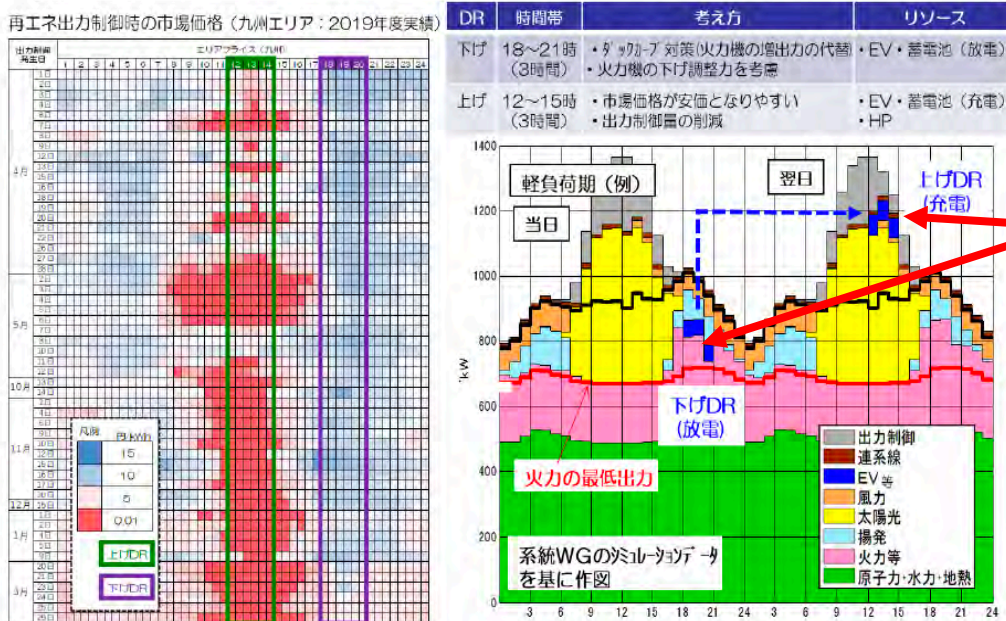 再エネ出力制御時の市場価格（九州エリア：2019年度実績）
出力制御
発生日
エリアプライス（九州）
1 2 3 4 5 6 7 8 9 10 11 12 13 14 15 16 17 18 19 20 21 22 23 24
4月
5月
10月
11月
12月
1月
3月
凡例 円/kWh
15
10
5
0.01
上げDR
下げDR
DR 時間帯 考え方 リソース
下げ 18～21時 ・ダックカーブ対策(火力機の増出力の代替) ・EV・蓄電池（放電）
（3時間） ・火力機の下げ調整力を考慮
上げ 12～15時 ・市場価格が安価となりやすい ・EV・蓄電池（充電）
（3時間） ・出力制御量の削減 ・HP
1400
1200
1000
800
600
400
200
0
kW
軽負荷期（例）
当日
翌日
上げDR
(充電)
下げDR
(放電)
火力の最低出力
系統WGのシミュレーションデータ
を基に作図
出力制御
連系線
EV等
風力
太陽光
揚発
火力等
原子力・水力・地熱
3 6 9 12 15 18 21 24 3 6 9 12 15 18 21 24